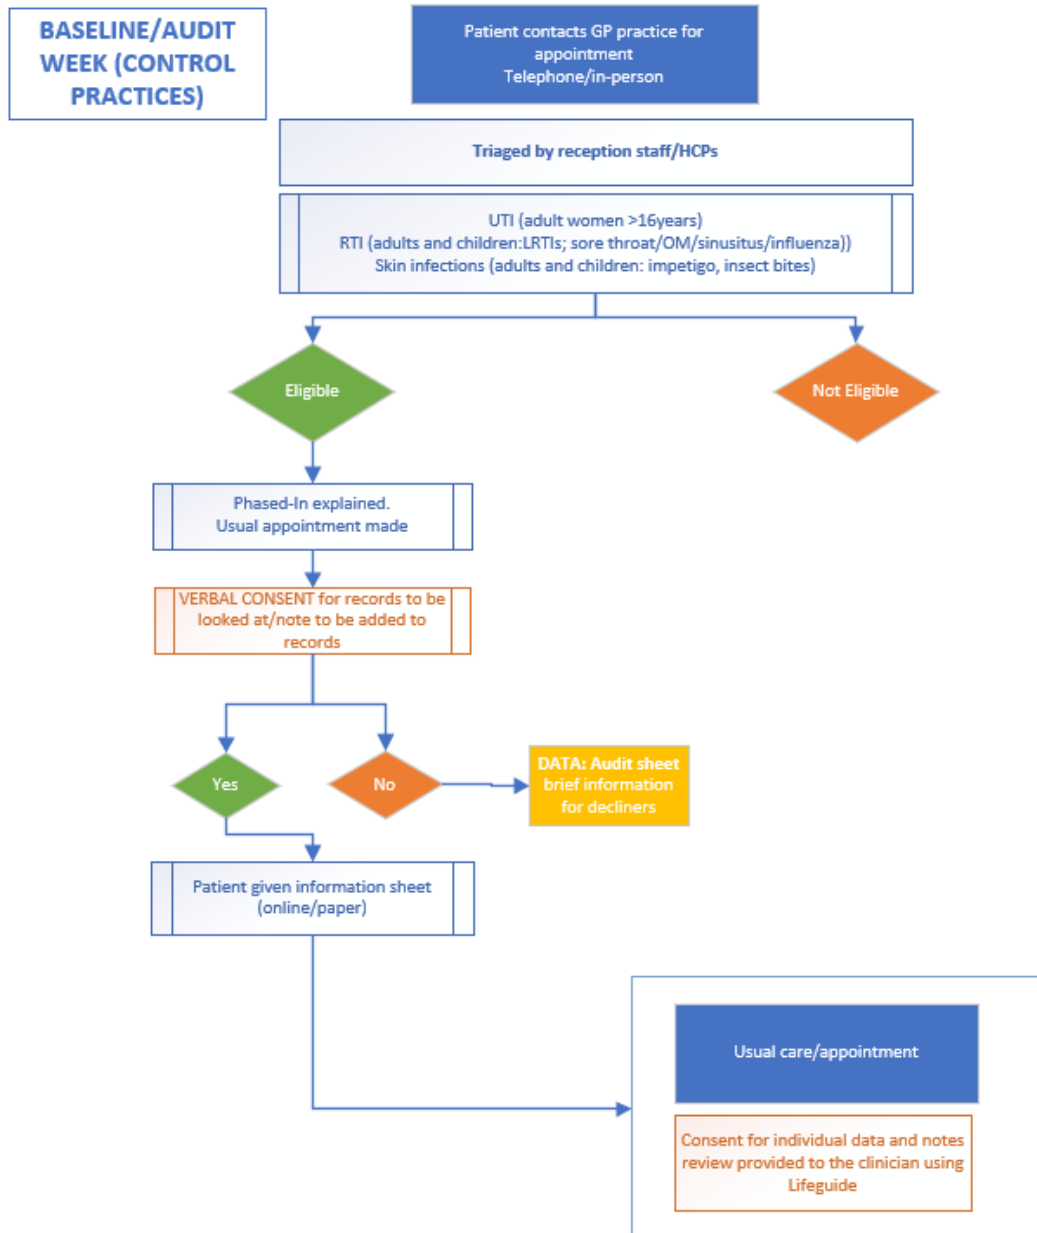 BASELINE/AUDIT
WEEK (CONTROL
PRACTICES)
Patient contacts GP practice for
appointment
Telephone/in-person
Triaged by reception staff/HCPs
UTI (adult women >16years)
RTI (adults and children:LRTIs; sore throat/OM/sinusitus/influenza))
Skin infections (adults and children: impetigo, insect bites)
Eligible
Not Eligible
Phased-In explained.
Usual appointment made
VERBAL CONSENT for records to be
looked at/note to be added to
records
Yes
No
DATA: Audit sheet
brief information
for decliners
Patient given information sheet
(online/paper)
Usual care/appointment
Consent for individual data and notes
review provided to the clinician using
Lifeguide